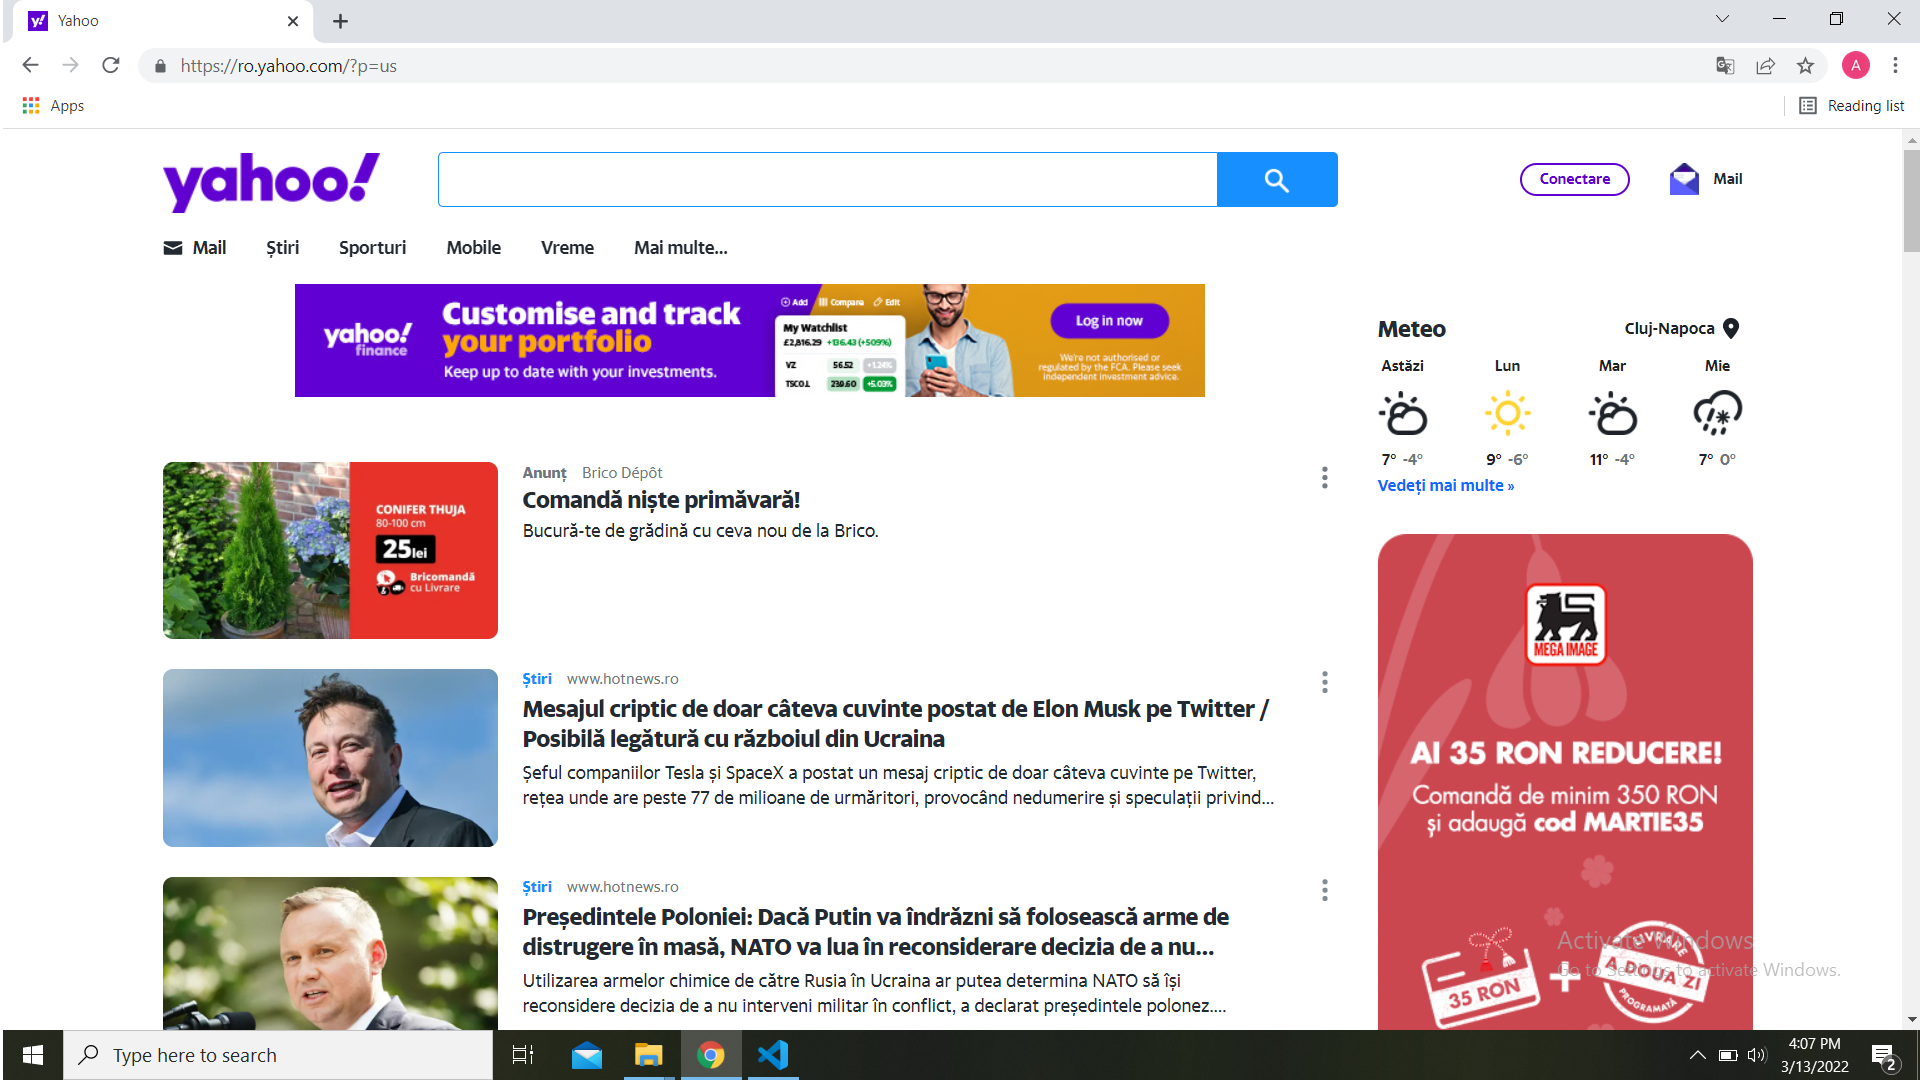 Yahoo
https://ro.yahoo.com/?p=us
A
Apps
Reading list
yahoo!
Conectare
Mail
Mail
Știri
Sporturi
Mobile
Vreme
Mai multe...
yahoo!
finance
Customise and track
your portfolio
Keep up to date with your investments.
Add
Compare
Edit
My Watchlist
£2,816.29 +136.43 (+509%)
VZ 56.52 +1.24%
TSCO.L 239.60 +5.03%
Log in now
We're not authorised or
regulated by the FCA. Please seek
independent investment advice.
Meteo
Cluj-Napoca
Astăzi Lun Mar Mie
7° -4° 9° -6° 11° -4° 7° 0°
Vedeți mai multe »
CONIFER THUJA
80-100 cm
25lei
Bricomandă
cu Livrare
Anunț Brico Dépôt
Comandă niște primăvară!
Bucură-te de grădină cu ceva nou de la Brico.
Știri www.hotnews.ro
Mesajul criptic de doar câteva cuvinte postat de Elon Musk pe Twitter /
Posibilă legătură cu războiul din Ucraina
Șeful companiilor Tesla și SpaceX a postat un mesaj criptic de doar câteva cuvinte pe Twitter,
rețea unde are peste 77 de milioane de urmăritori, provocând nedumerire și speculații privind...
Știri www.hotnews.ro
Președintele Poloniei: Dacă Putin va îndrăzni să folosească arme de
distrugere în masă, NATO va lua în reconsiderare decizia de a nu...
Utilizarea armelor chimice de către Rusia în Ucraina ar putea determina NATO să își
reconsidere decizia de a nu interveni militar în conflict, a declarat președintele polonez....
MEGA IMAGE
AI 35 RON REDUCERE!
Comandă de minim 350 RON
și adaugă cod MARTIE35
35 RON
+
LIVRARE
A DOUA ZI
PROGRAMATĂ
Activate Windows
Go to Settings to activate Windows.
Type here to search
4:07 PM
3/13/2022
2